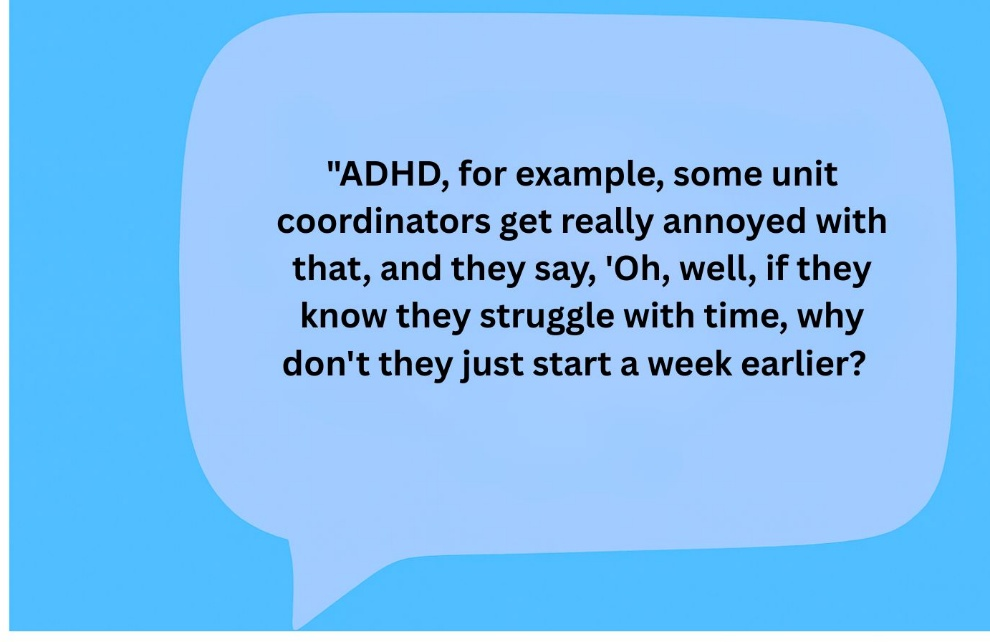 "ADHD, for example, some unit
coordinators get really annoyed with
that, and they say, 'Oh, well, if they
know they struggle with time, why
don't they just start a week earlier?